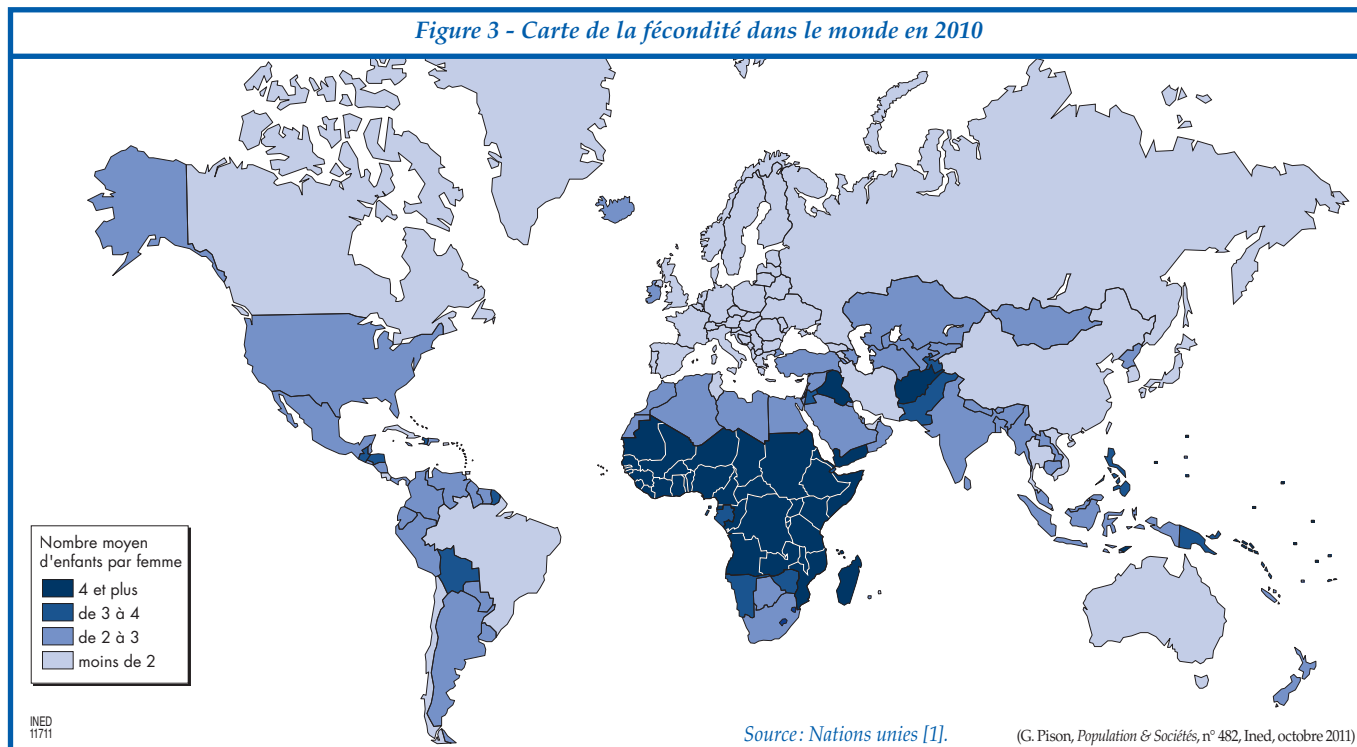 Figure 3 - Carte de la fécondité dans le monde en 2010
Nombre moyen
d'enfants par femme
4 et plus
de 3 à 4
de 2 à 3
moins de 2
INED
11711
Source : Nations unies [1].
(G. Pison, Population & Sociétés, n° 482, Ined, octobre 2011)